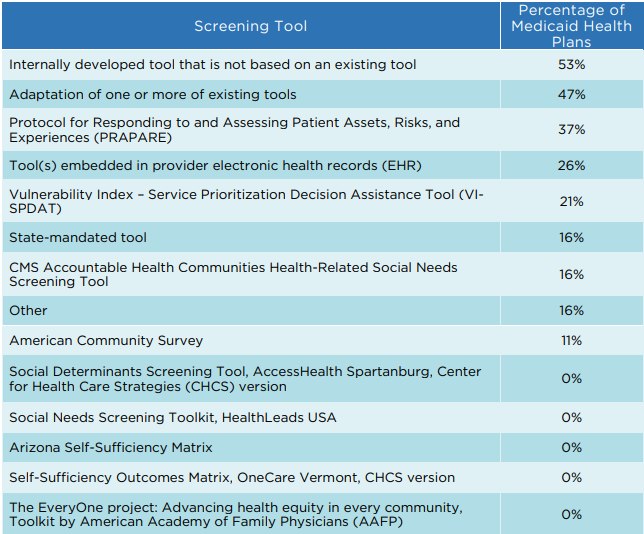 Screening Tool
Percentage of
Medicaid Health
Plans
Internally developed tool that is not based on an existing tool
53%
Adaptation of one or more of existing tools
47%
Protocol for Responding to and Assessing Patient Assets, Risks, and
Experiences (PRAPARE)
37%
Tool(s) embedded in provider electronic health records (EHR)
26%
Vulnerability Index – Service Prioritization Decision Assistance Tool (VI-
SPDAT)
21%
State-mandated tool
16%
CMS Accountable Health Communities Health-Related Social Needs
Screening Tool
16%
Other
16%
American Community Survey
11%
Social Determinants Screening Tool, AccessHealth Spartanburg, Center
for Health Care Strategies (CHCS) version
0%
Social Needs Screening Toolkit, HealthLeads USA
0%
Arizona Self-Sufficiency Matrix
0%
Self-Sufficiency Outcomes Matrix, OneCare Vermont, CHCS version
0%
The EveryOne project: Advancing health equity in every community,
Toolkit by American Academy of Family Physicians (AAFP)
0%